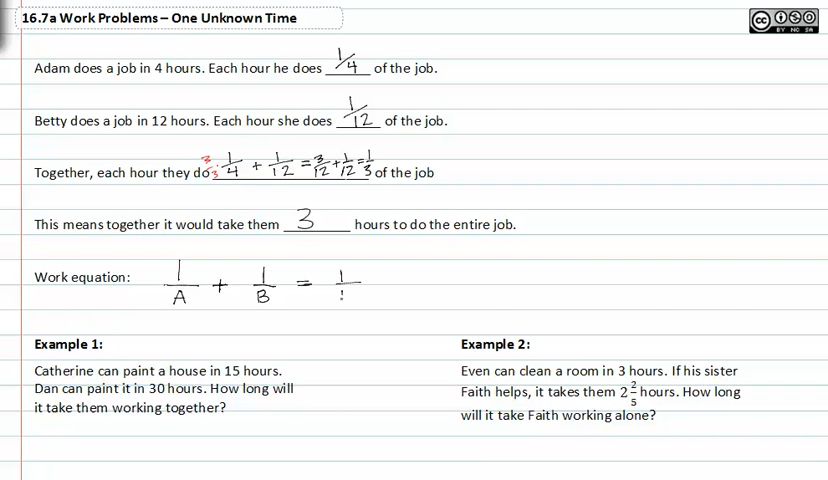 16.7a Work Problems – One Unknown Time
cc BY NC SA
Adam does a job in 4 hours. Each hour he does 1/4 of the job.
Betty does a job in 12 hours. Each hour she does 1/12 of the job.
Together, each hour they do 3/3 · 1/4 + 1/12 = 3/12 + 1/12 = 1/3 of the job
This means together it would take them 3 hours to do the entire job.
Work equation: 1/A + 1/B = 1/
Example 1:
Catherine can paint a house in 15 hours.
Dan can paint it in 30 hours. How long will
it take them working together?
Example 2:
Even can clean a room in 3 hours. If his sister
Faith helps, it takes them 2 2/5 hours. How long
will it take Faith working alone?